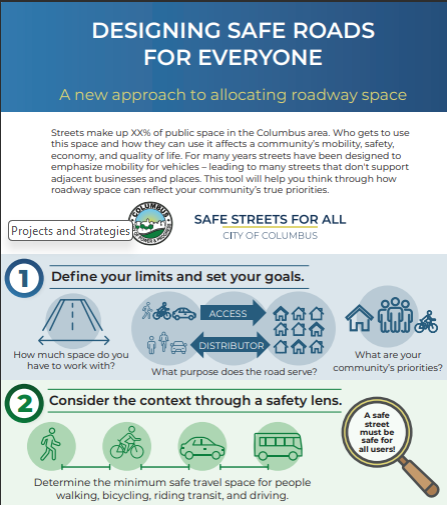 DESIGNING SAFE ROADS
FOR EVERYONE
A new approach to allocating roadway space
Streets make up XX% of public space in the Columbus area. Who gets to use
this space and how they can use it affects a community's mobility, safety,
economy, and quality of life. For many years streets have been designed to
emphasize mobility for vehicles – leading to many streets that don't support
adjacent businesses and places. This tool will help you think through how
roadway space can reflect your community's true priorities.
Projects and Strategies
COLUMBUS
SAFE STREETS FOR ALL
CITY OF COLUMBUS
1
Define your limits and set your goals.
ACCESS
DISTRIBUTOR
How much space do you
have to work with?
What purpose does the road serve?
What are your
community's priorities?
2
Consider the context through a safety lens.
A safe
street
must be
safe for
all users!
Determine the minimum safe travel space for people
walking, bicycling, riding transit, and driving.